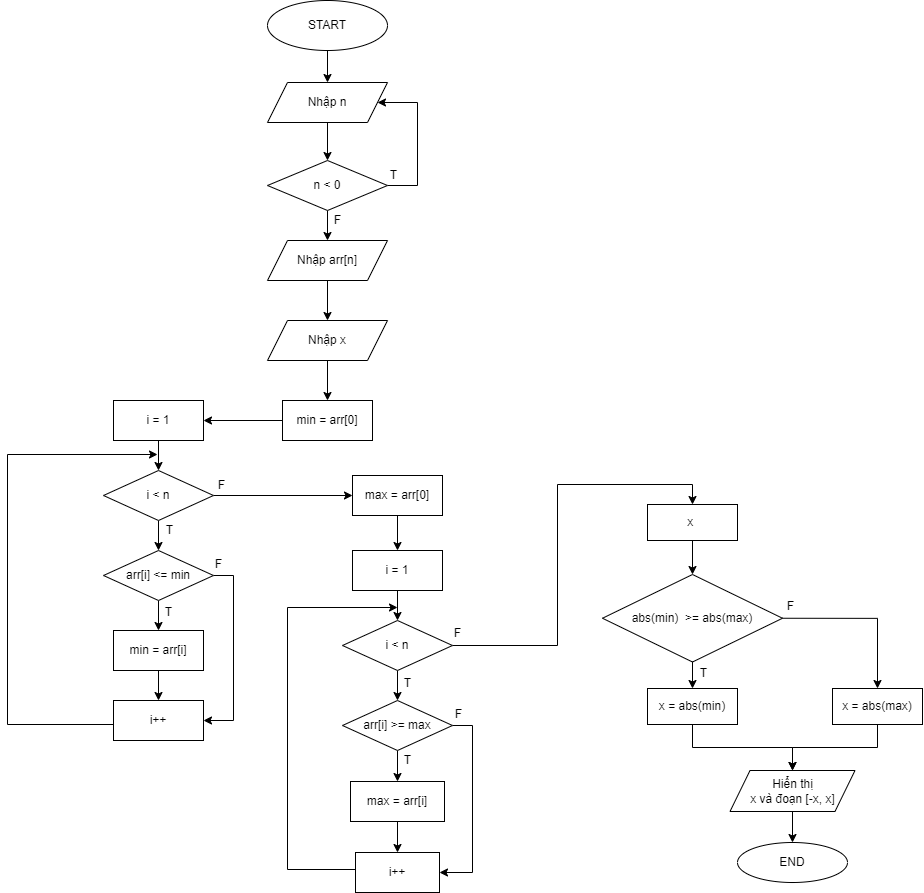 START
Nhập n
n < 0
T
F
Nhập arr[n]
Nhập x
min = arr[0]
i = 1
i < n
F
T
arr[i] <= min
F
T
min = arr[i]
i++
max = arr[0]
i = 1
i < n
F
T
arr[i] >= max
F
T
max = arr[i]
i++
x
abs(min) >= abs(max)
F
T
x = abs(min)
x = abs(max)
Hiển thị
x và đoạn [-x, x]
END